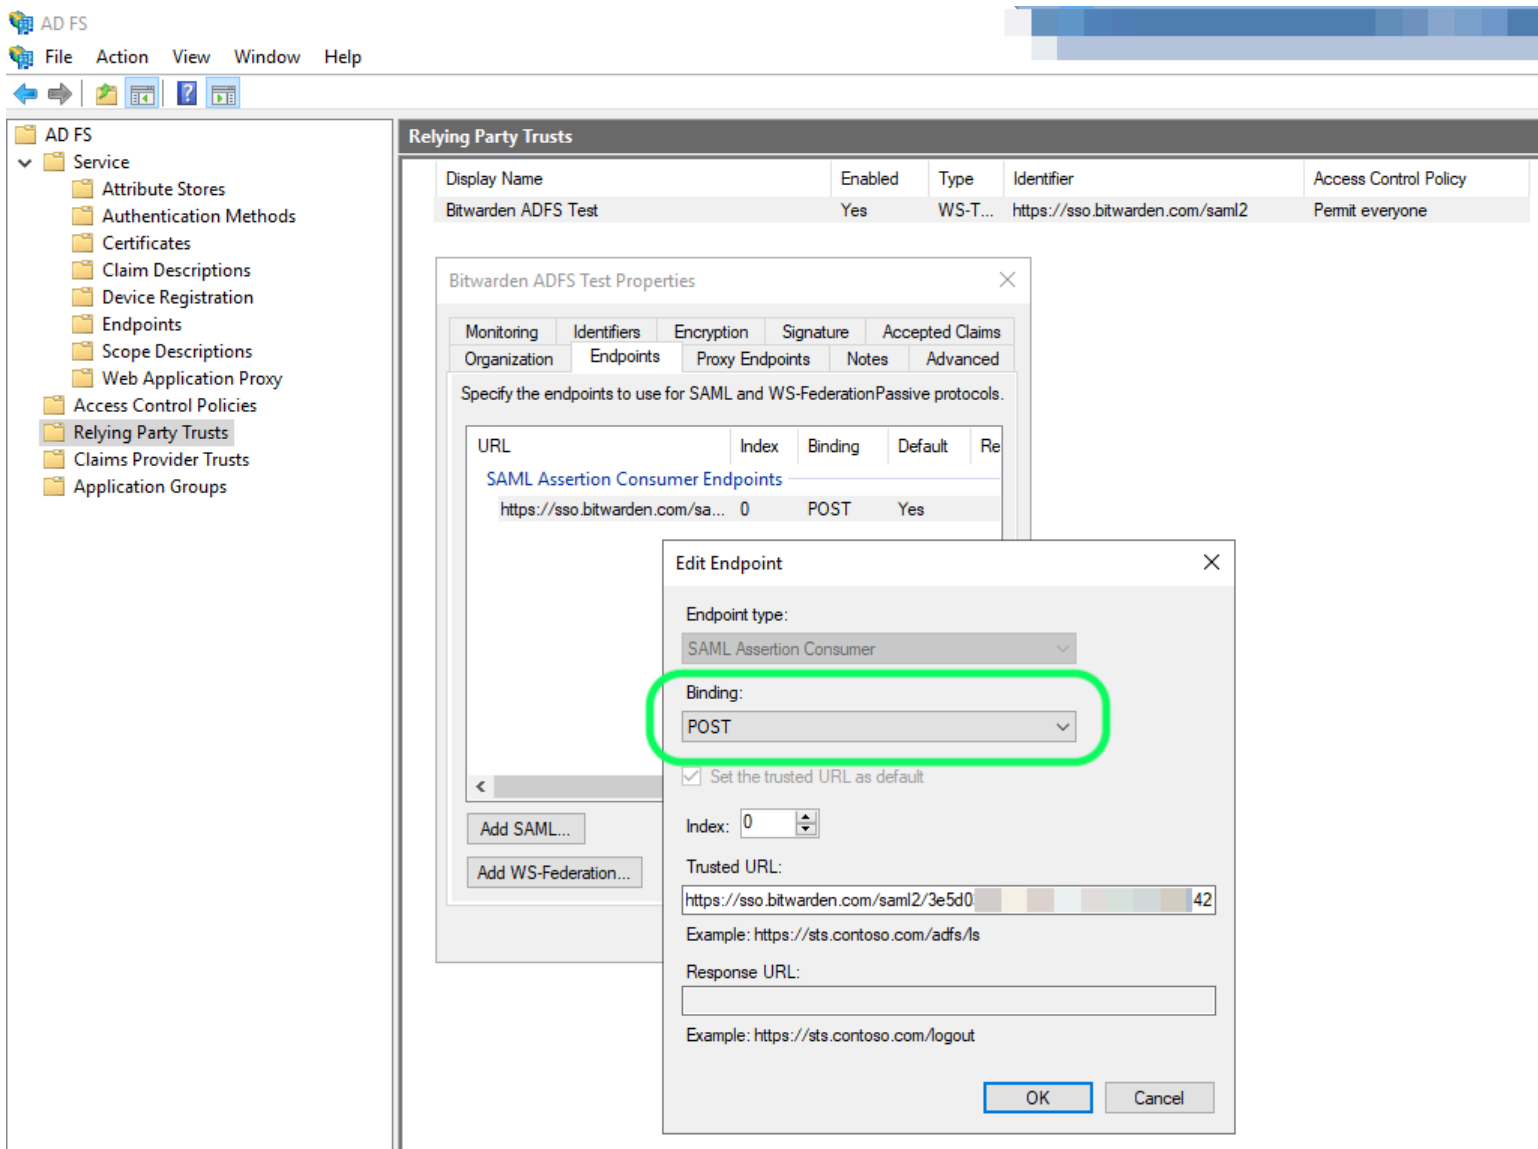 AD FS
File Action View Window Help
AD FS
Service
Attribute Stores
Authentication Methods
Certificates
Claim Descriptions
Device Registration
Endpoints
Scope Descriptions
Web Application Proxy
Access Control Policies
Relying Party Trusts
Claims Provider Trusts
Application Groups
Relying Party Trusts
Display Name Enabled Type Identifier Access Control Policy
Bitwarden ADFS Test Yes WS-T... https://sso.bitwarden.com/saml2 Permit everyone
Bitwarden ADFS Test Properties
Monitoring Identifiers Encryption Signature Accepted Claims
Organization Endpoints Proxy Endpoints Notes Advanced
Specify the endpoints to use for SAML and WS-FederationPassive protocols.
URL Index Binding Default Re
SAML Assertion Consumer Endpoints
https://sso.bitwarden.com/sa... 0 POST Yes
Add SAML...
Add WS-Federation...
Edit Endpoint
Endpoint type:
SAML Assertion Consumer
Binding:
POST
Set the trusted URL as default
Index: 0
Trusted URL:
https://sso.bitwarden.com/saml2/3e5d0 42
Example: https://sts.contoso.com/adfs/ls
Response URL:
Example: https://sts.contoso.com/logout
OK Cancel